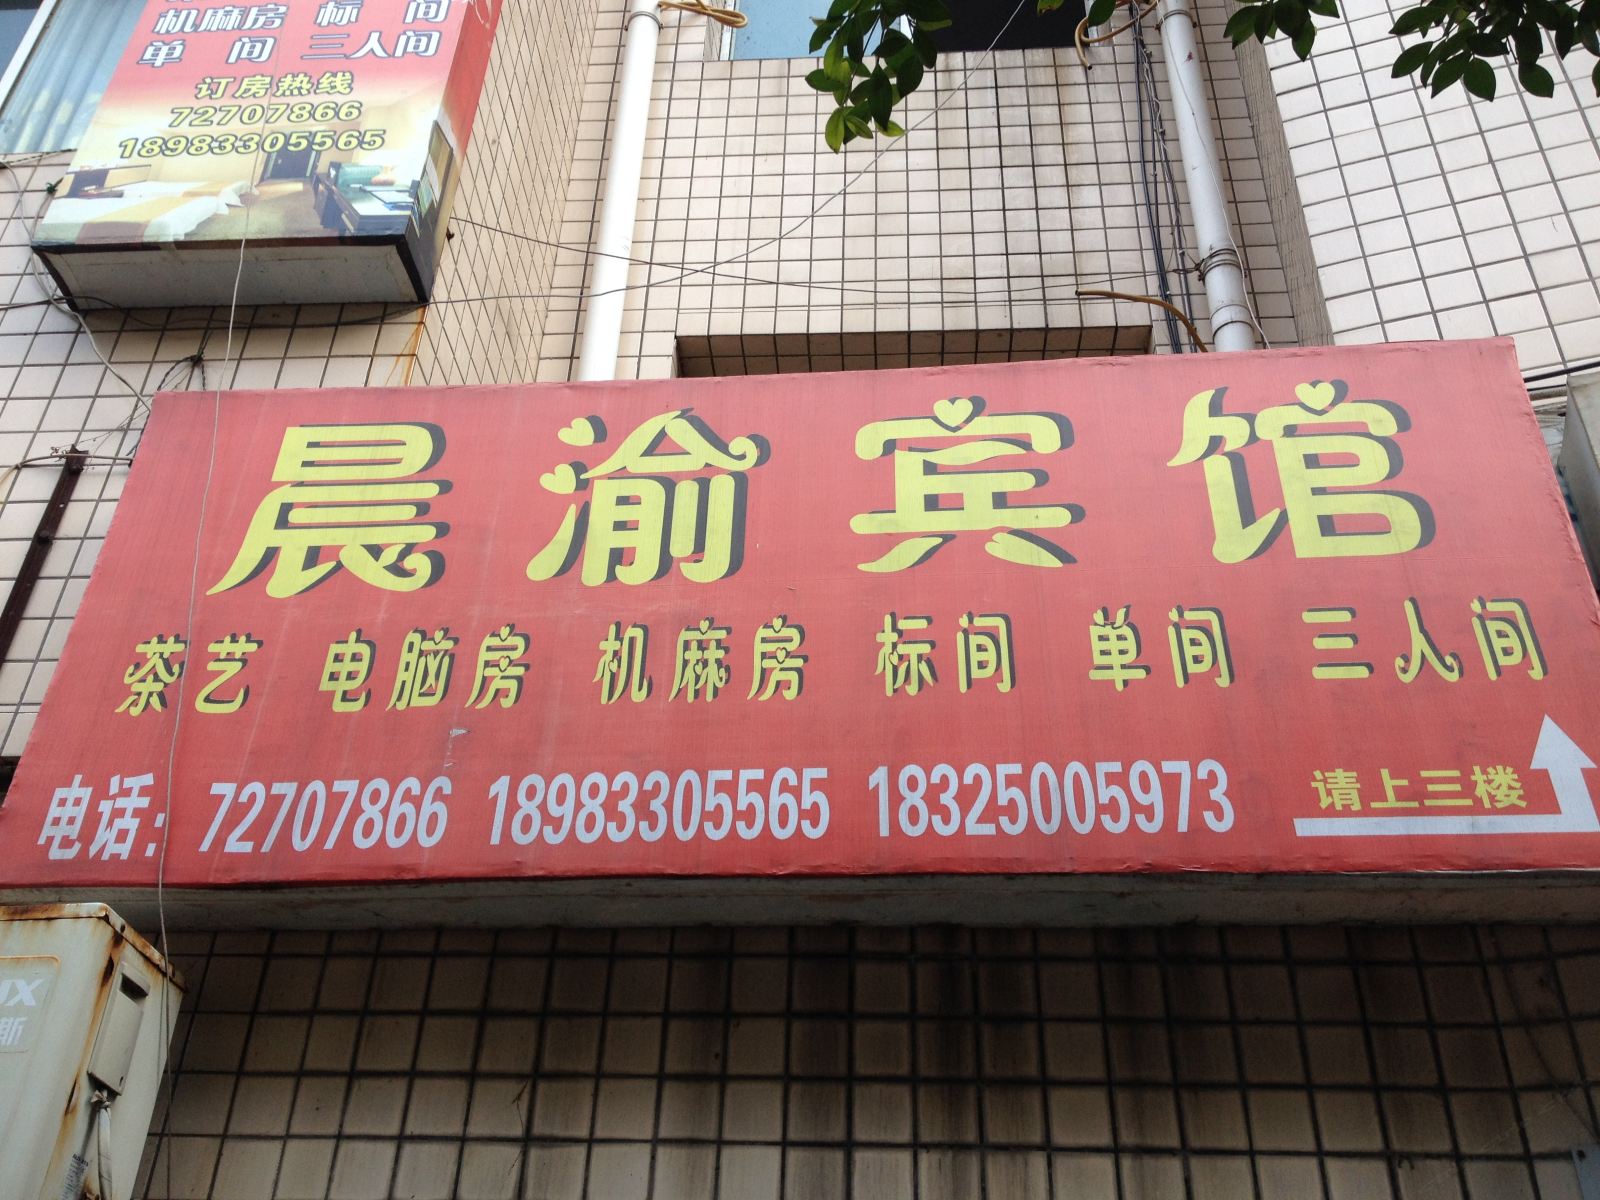 机麻房 标间
单间 三人间
订房热线
72707866
18983305565
晨渝宾馆
茶艺 电脑房 机麻房 标间 单间 三人间
电话: 72707866 18983305565 18325005973
请上三楼
UX
斯